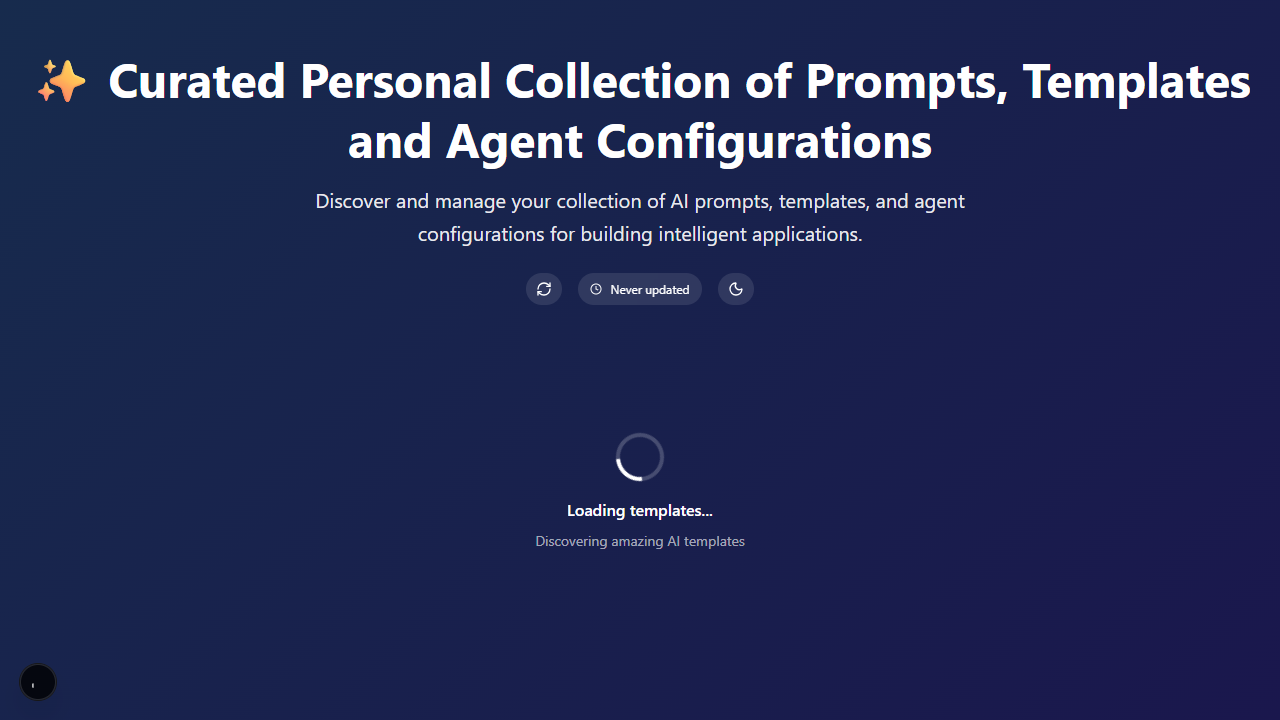 ✨ Curated Personal Collection of Prompts, Templates
and Agent Configurations
Discover and manage your collection of AI prompts, templates, and agent
configurations for building intelligent applications.
Never updated
Loading templates...
Discovering amazing AI templates